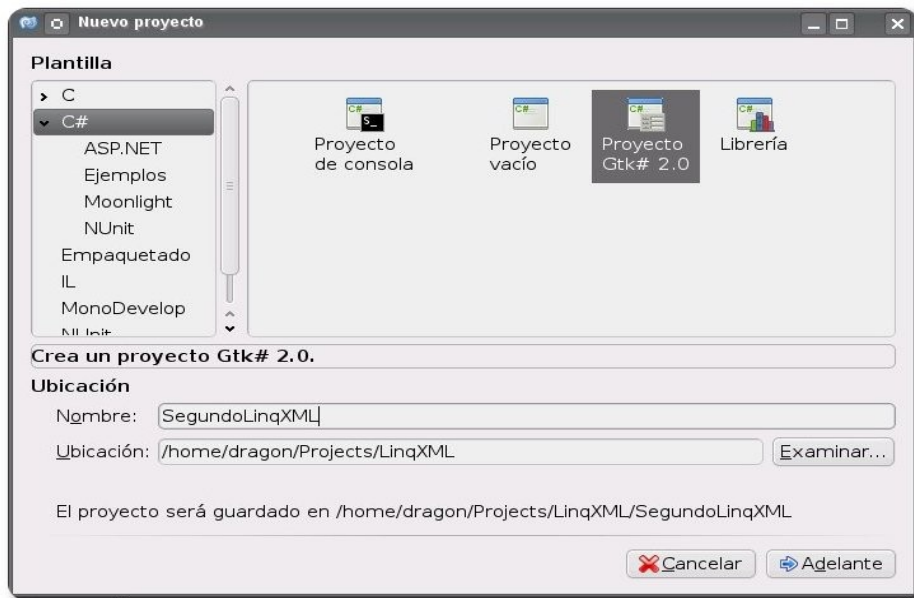 Nuevo proyecto
Plantilla
C
C#
ASP.NET
Ejemplos
Moonlight
NUnit
Empaquetado
IL
MonoDevelop
NUnit
C#
Proyecto
de consola
C#
Proyecto
vacío
C#
Proyecto
Gtk# 2.0
C#
Librería
Crea un proyecto Gtk# 2.0.
Ubicación
Nombre: SegundoLinqXML
Ubicación: /home/dragon/Projects/LinqXML Examinar...
El proyecto será guardado en /home/dragon/Projects/LinqXML/SegundoLinqXML
Cancelar Adelante